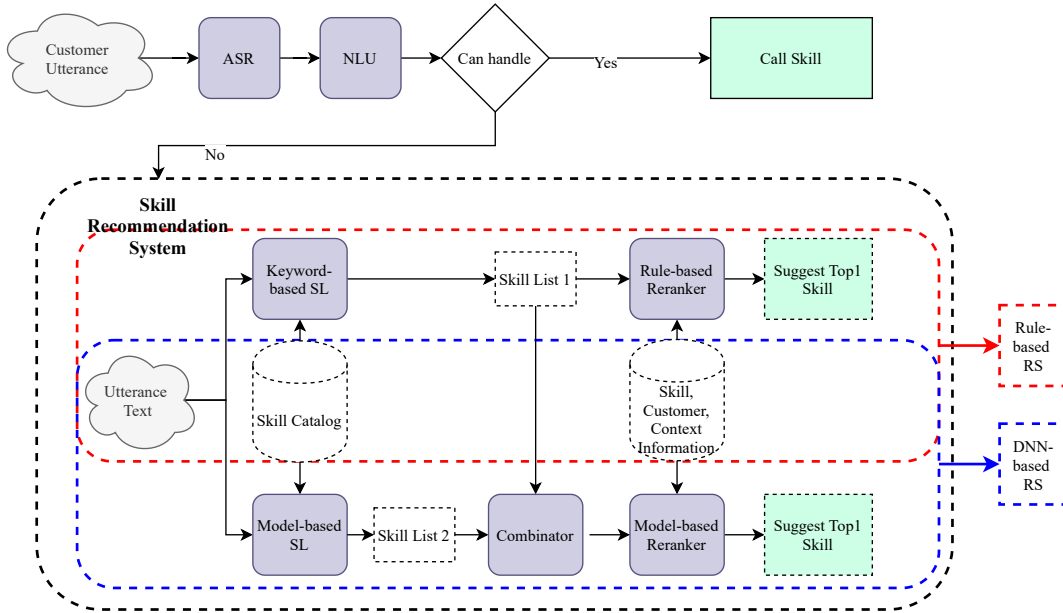 Customer
Utterance
ASR
NLU
Can handle
Yes
Call Skill
No
Skill
Recommendation
System
Keyword-
based SL
Skill List 1
Rule-based
Reranker
Suggest Top1
Skill
Rule-
based
RS
Utterance
Text
Skill Catalog
Skill,
Customer,
Context
Information
DNN-
based
RS
Model-based
SL
Skill List 2
Combinator
Model-based
Reranker
Suggest Top1
Skill